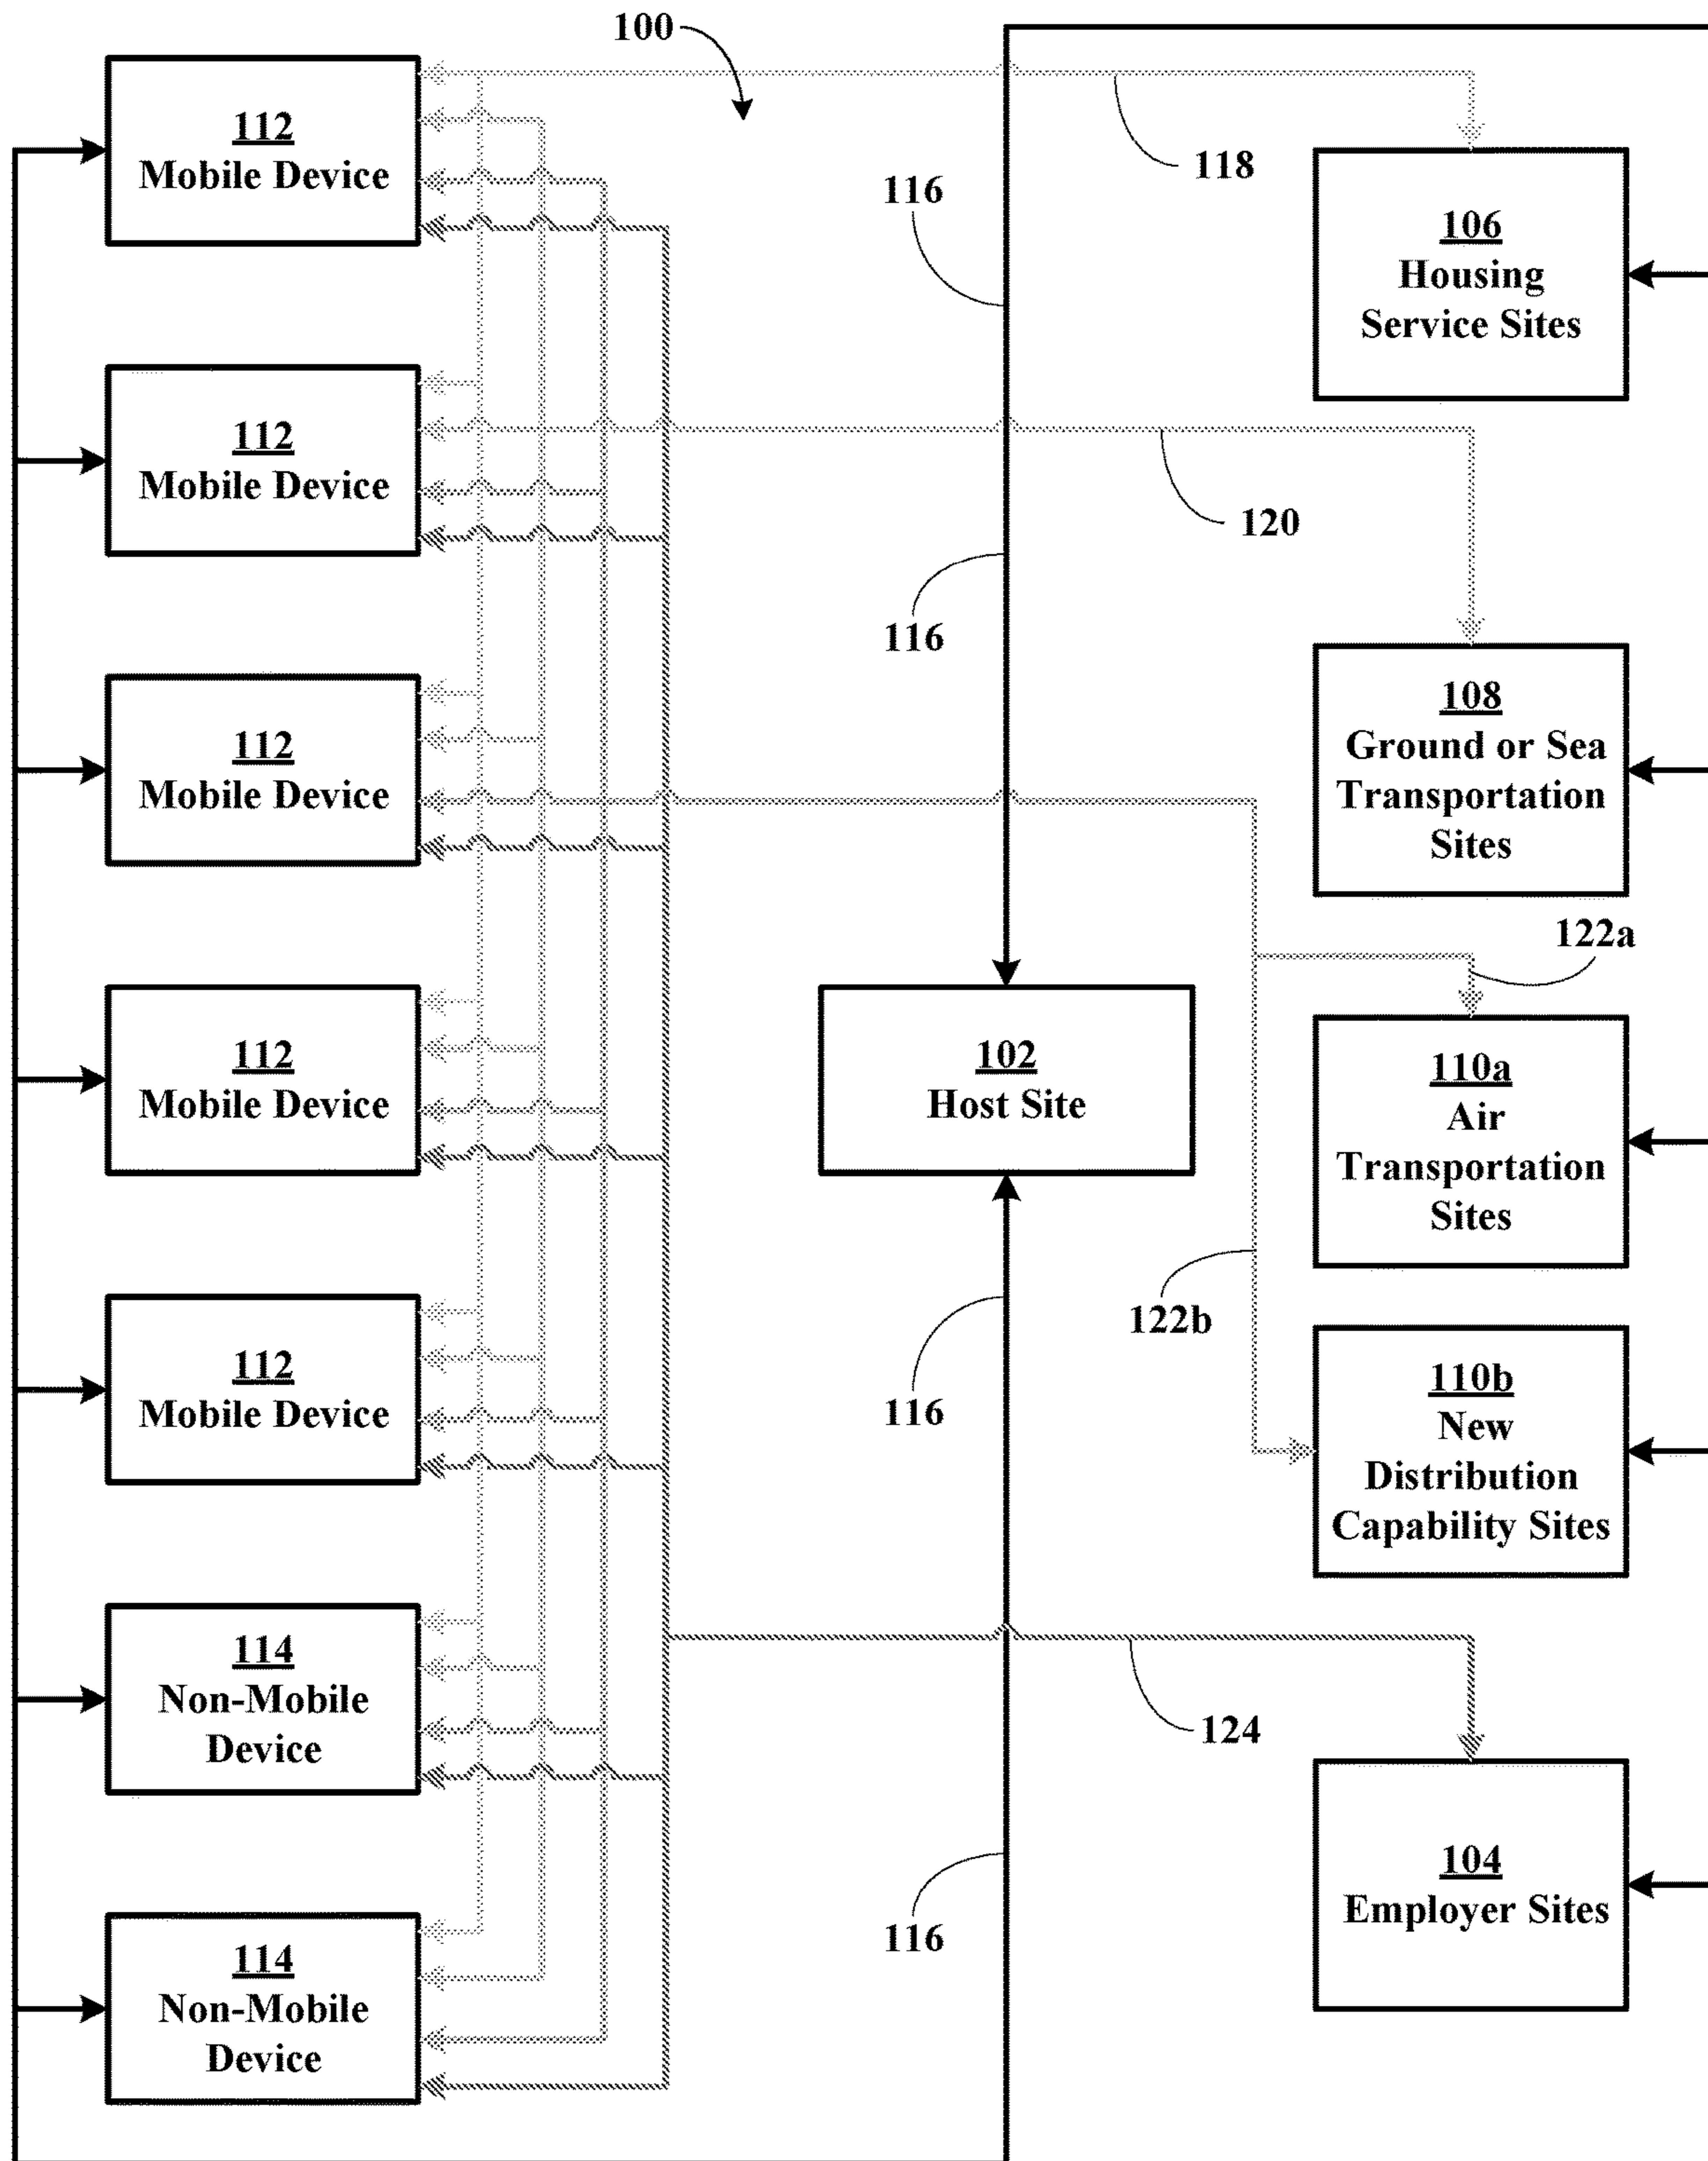 100
112
Mobile Device
118
116
106
Housing
Service Sites
112
Mobile Device
120
116
108
Ground or Sea
Transportation
Sites
112
Mobile Device
122a
112
Mobile Device
102
Host Site
110a
Air
Transportation
Sites
122b
112
Mobile Device
116
110b
New
Distribution
Capability Sites
114
Non-Mobile
Device
124
104
Employer Sites
116
114
Non-Mobile
Device